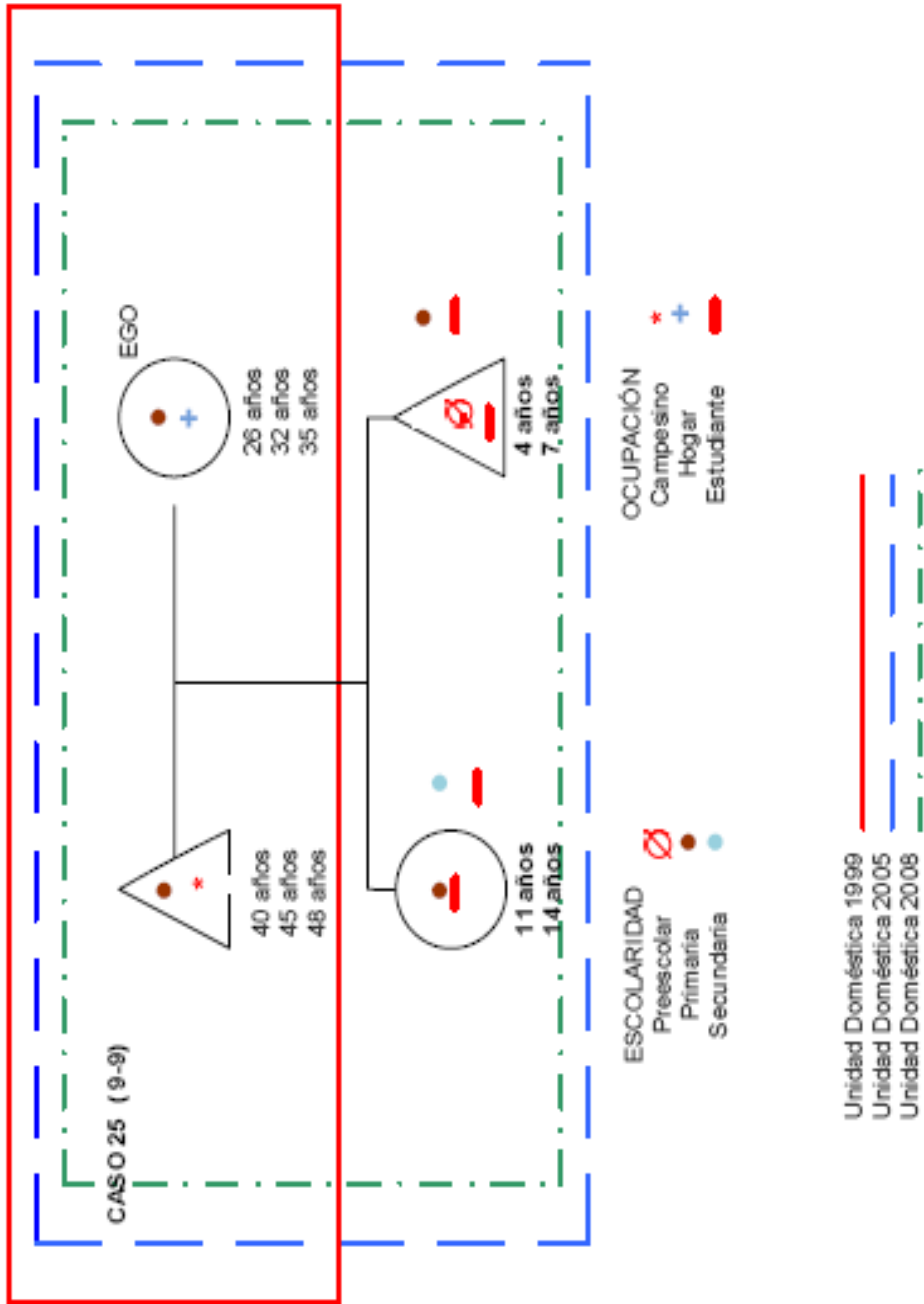 CASO 25 (9-9)
EGO
40 años
45 años
48 años
26 años
32 años
35 años
11 años
14 años
4 años
7 años
ESCOLARIDAD
Preescolar
Primaria
Secundaria
OCUPACIÓN
Campesino
Hogar
Estudiante
Unidad Doméstica 1999
Unidad Doméstica 2005
Unidad Doméstica 2008